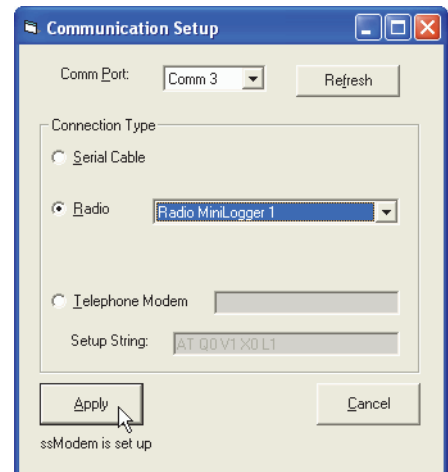 Communication Setup
Comm Port: Comm 3 Refresh
Connection Type
Serial Cable
Radio Radio MiniLogger 1
Telephone Modem
Setup String: AT Q0 V1 X0 L1
Apply Cancel
ssModem is set up